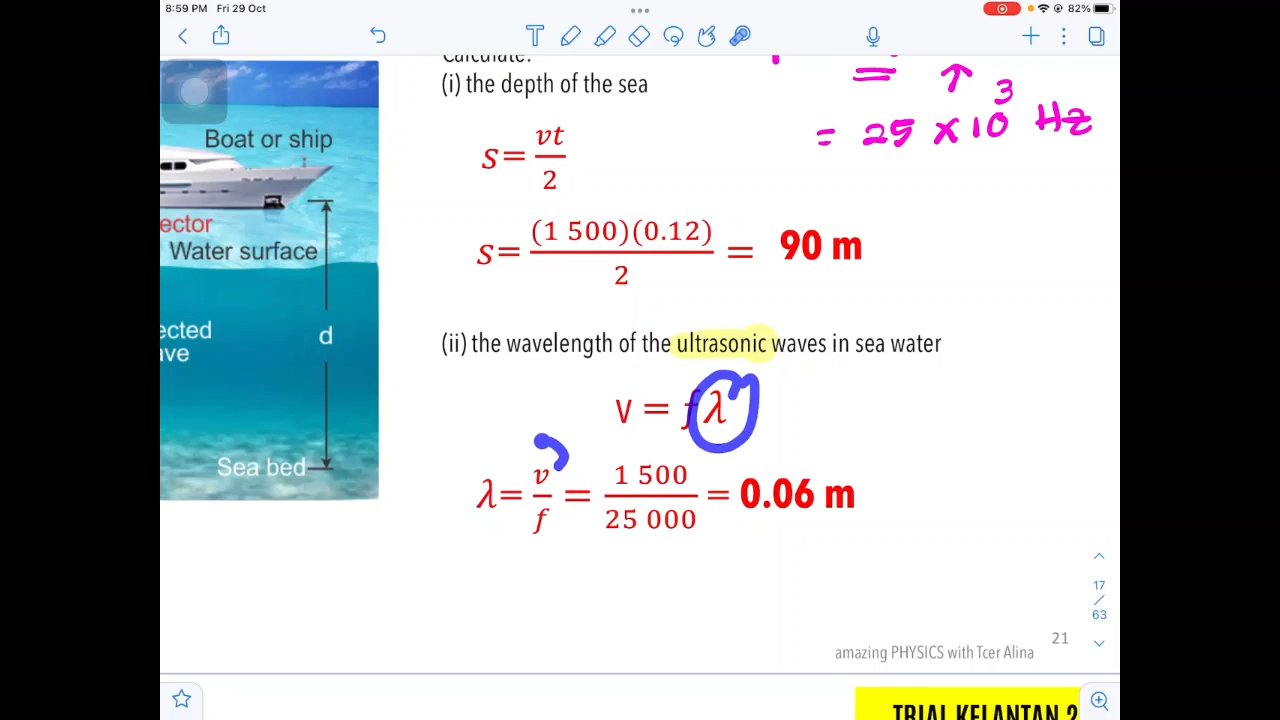 8:59 PM Fri 29 Oct
82%
Calculate:
(i) the depth of the sea
3
= 25 × 10 Hz
s= vt
2
s= (1 500)(0.12) = 90 m
2
(ii) the wavelength of the ultrasonic waves in sea water
v = fλ
λ= v = 1 500 = 0.06 m
f 25 000
Boat or ship
ector
Water surface
ected
ave
d
Sea bed
17
/
63
21
amazing PHYSICS with Tcer Alina
TRIAL KELANTAN 2